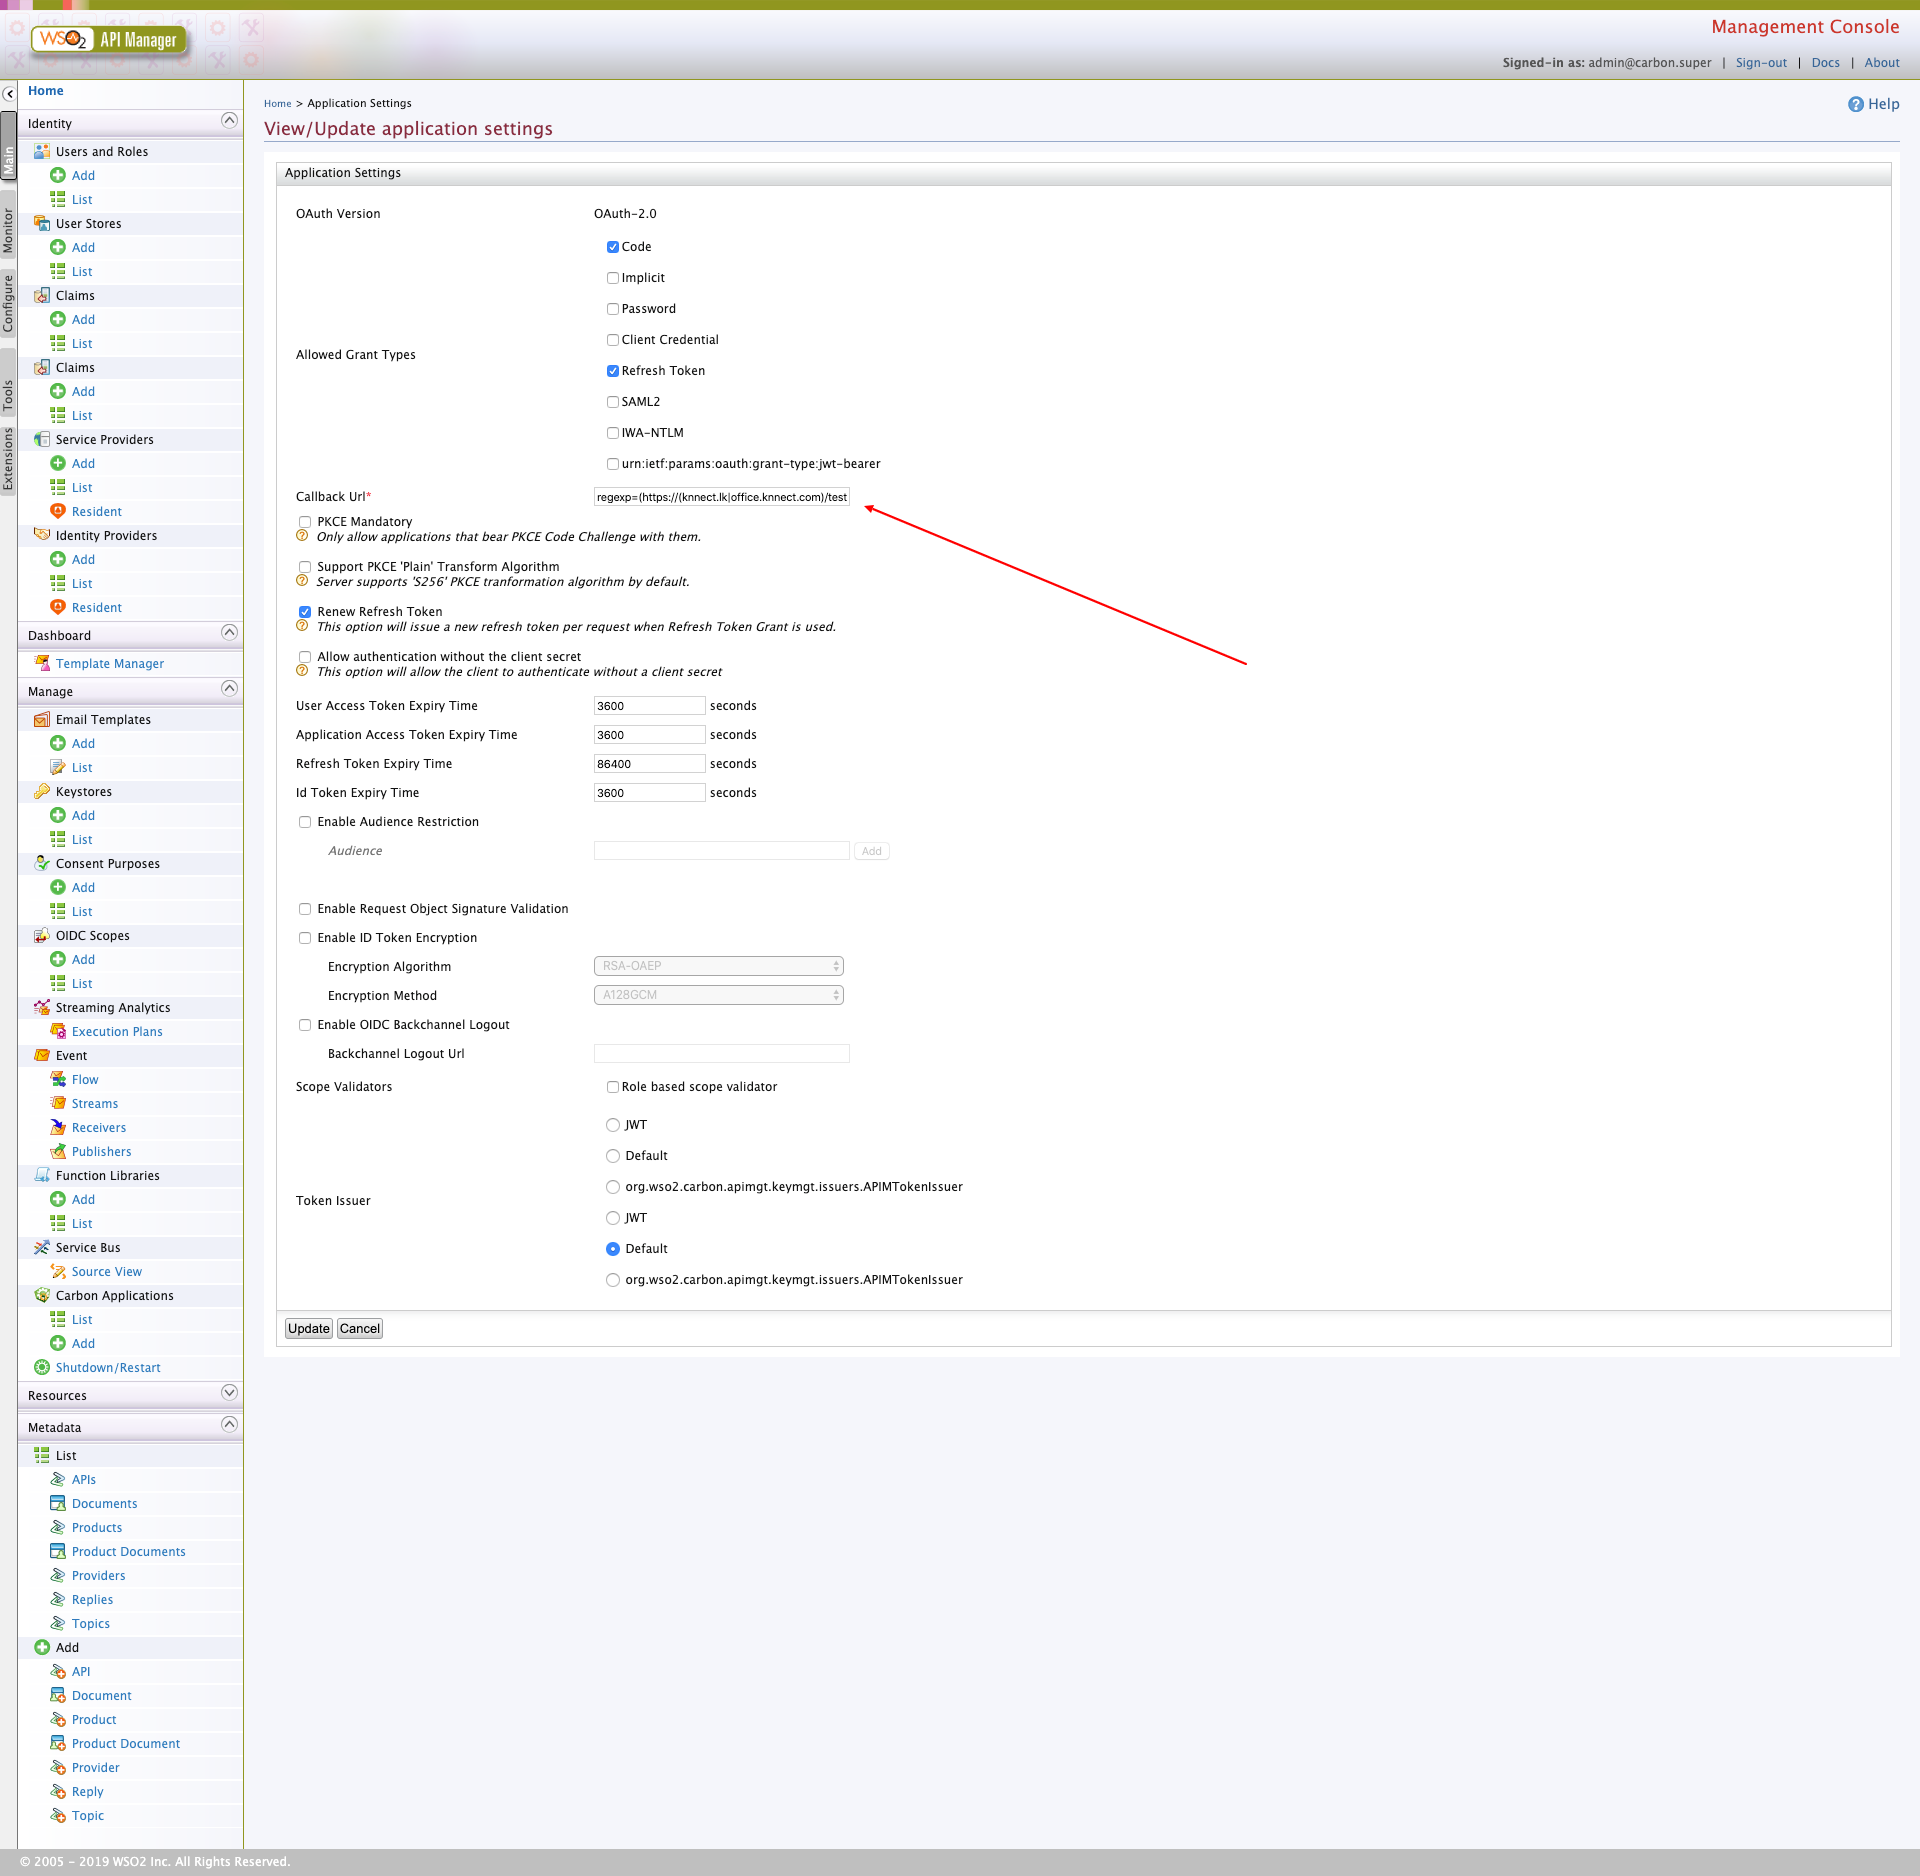 WSO2 API Manager
Management Console
Signed-in as: admin@carbon.super | Sign-out | Docs | About
Main
Monitor
Configure
Tools
Extensions
Home
Identity
Users and Roles
Add
List
User Stores
Add
List
Claims
Add
List
Claims
Add
List
Service Providers
Add
List
Resident
Identity Providers
Add
List
Resident
Dashboard
Template Manager
Manage
Email Templates
Add
List
Keystores
Add
List
Consent Purposes
Add
List
OIDC Scopes
Add
List
Streaming Analytics
Execution Plans
Event
Flow
Streams
Receivers
Publishers
Function Libraries
Add
List
Service Bus
Source View
Carbon Applications
List
Add
Shutdown/Restart
Resources
Metadata
List
APIs
Documents
Products
Product Documents
Providers
Replies
Topics
Add
API
Document
Product
Product Document
Provider
Reply
Topic
Home > Application Settings
Help
View/Update application settings
Application Settings
OAuth Version OAuth-2.0
Allowed Grant Types
Code
Implicit
Password
Client Credential
Refresh Token
SAML2
IWA-NTLM
urn:ietf:params:oauth:grant-type:jwt-bearer
Callback Url* regexp=(https://(knnect.lk|office.knnect.com)/test
PKCE Mandatory
Only allow applications that bear PKCE Code Challenge with them.
Support PKCE 'Plain' Transform Algorithm
Server supports 'S256' PKCE tranformation algorithm by default.
Renew Refresh Token
This option will issue a new refresh token per request when Refresh Token Grant is used.
Allow authentication without the client secret
This option will allow the client to authenticate without a client secret
User Access Token Expiry Time 3600 seconds
Application Access Token Expiry Time 3600 seconds
Refresh Token Expiry Time 86400 seconds
Id Token Expiry Time 3600 seconds
Enable Audience Restriction
Audience Add
Enable Request Object Signature Validation
Enable ID Token Encryption
Encryption Algorithm RSA-OAEP
Encryption Method A128GCM
Enable OIDC Backchannel Logout
Backchannel Logout Url
Scope Validators Role based scope validator
Token Issuer
JWT
Default
org.wso2.carbon.apimgt.keymgt.issuers.APIMTokenIssuer
JWT
Default
org.wso2.carbon.apimgt.keymgt.issuers.APIMTokenIssuer
Update Cancel
© 2005 - 2019 WSO2 Inc. All Rights Reserved.